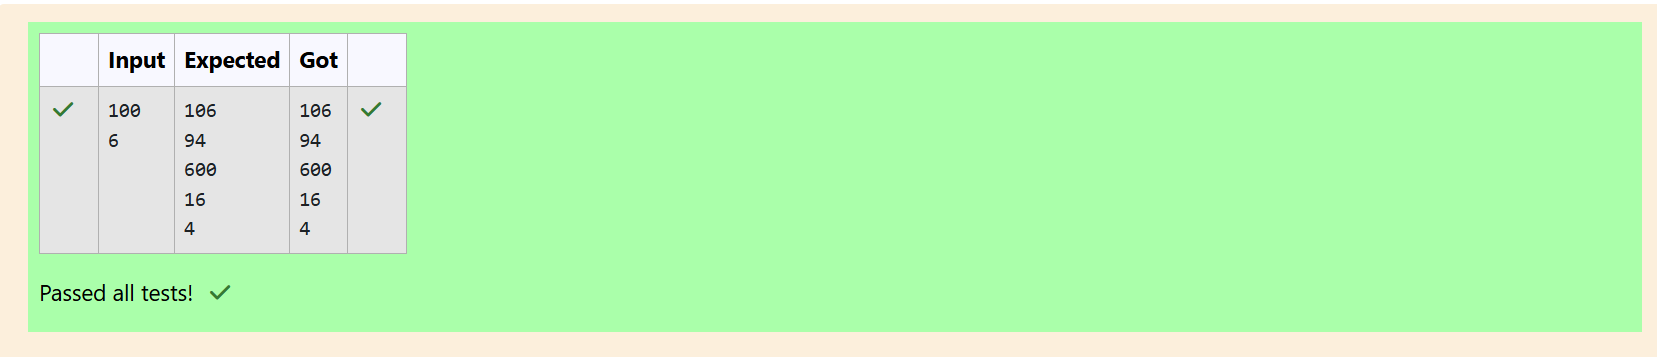 Input Expected Got
100 106 106
6 94 94
600 600
16 16
4 4
Passed all tests!